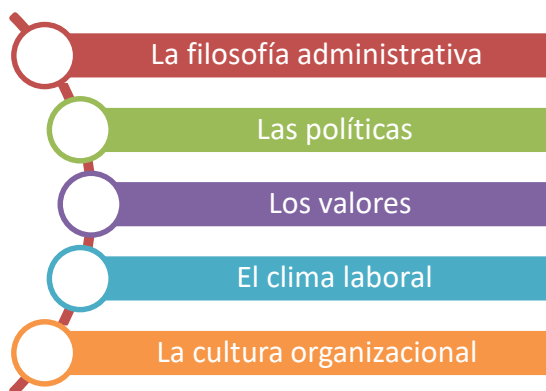 La filosofía administrativa
Las políticas
Los valores
El clima laboral
La cultura organizacional